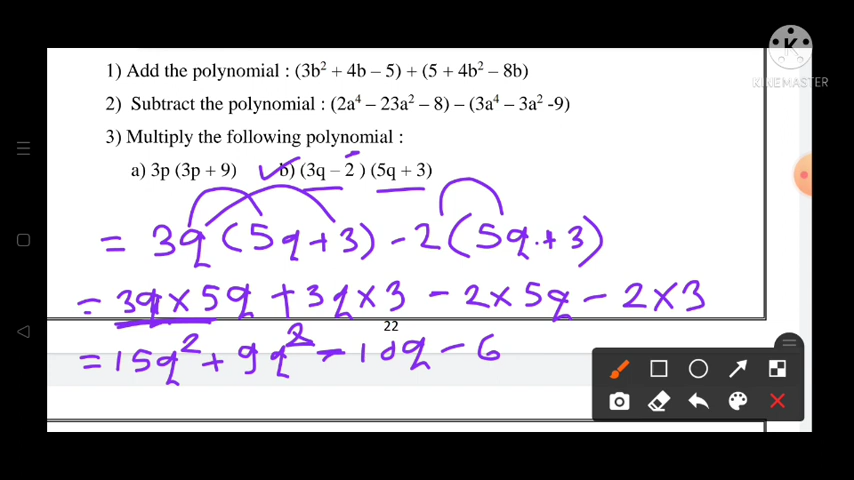 KINEMASTER
1) Add the polynomial : (3b² + 4b – 5) + (5 + 4b² – 8b)
2) Subtract the polynomial : (2a⁴ – 23a² – 8) – (3a⁴ – 3a² -9)
3) Multiply the following polynomial :
a) 3p (3p + 9) b) (3q – 2 ) (5q + 3)
= 3q (5q + 3) - 2 (5q + 3)
= 3q × 5q + 3q × 3 - 2 × 5q - 2 × 3
22
= 15q² + 9q² - 10q - 6